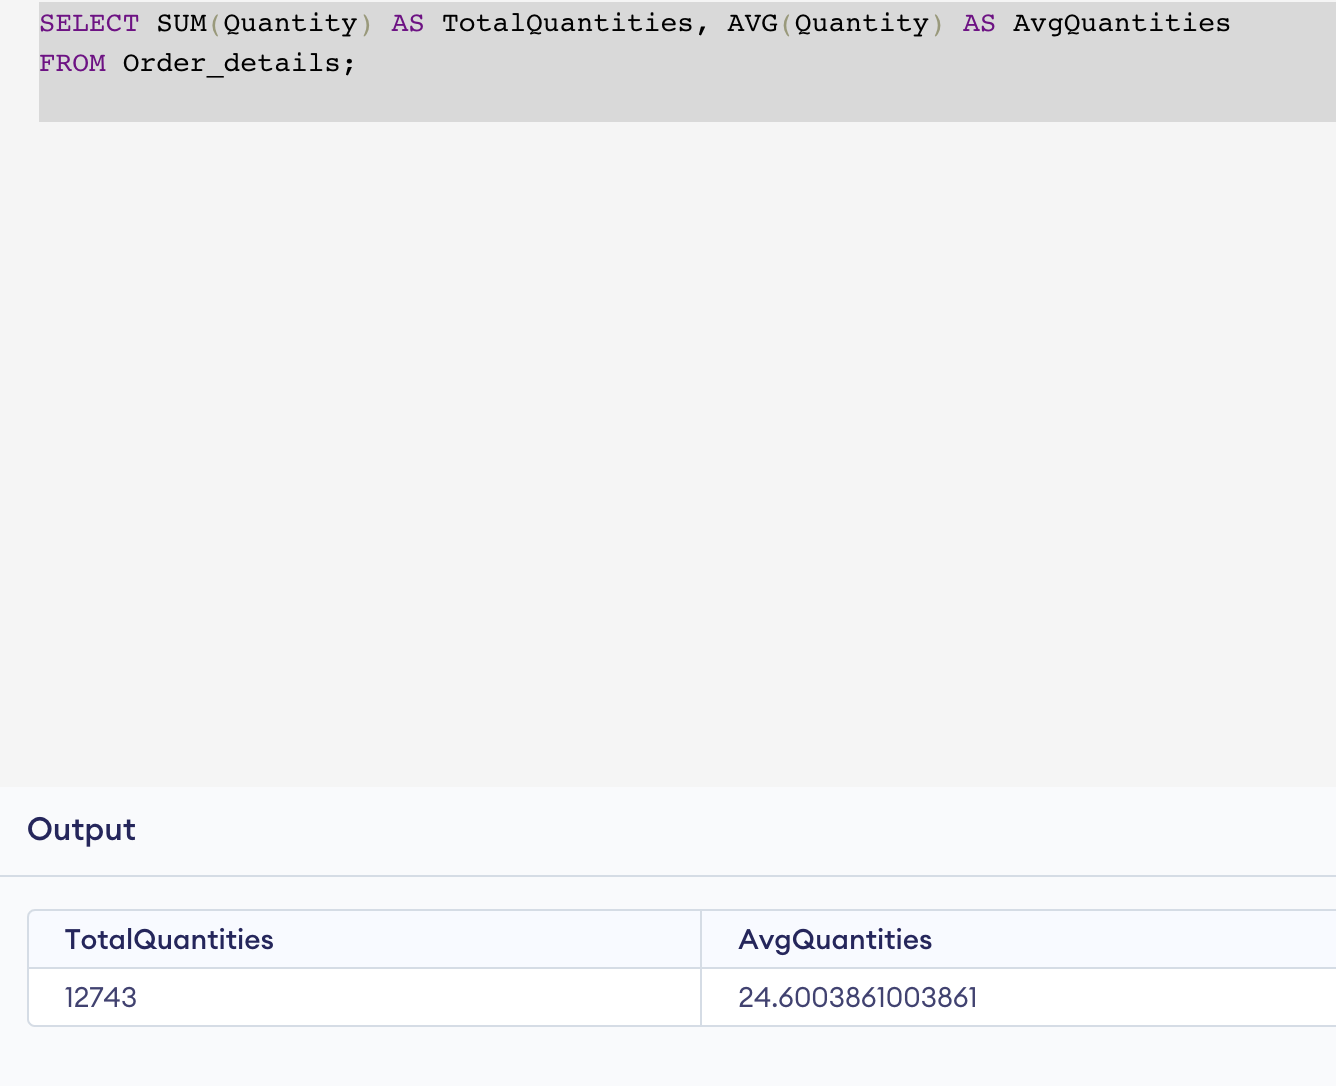 SELECT SUM(Quantity) AS TotalQuantities, AVG(Quantity) AS AvgQuantities
FROM Order_details;
Output
TotalQuantities AvgQuantities
12743 24.6003861003861